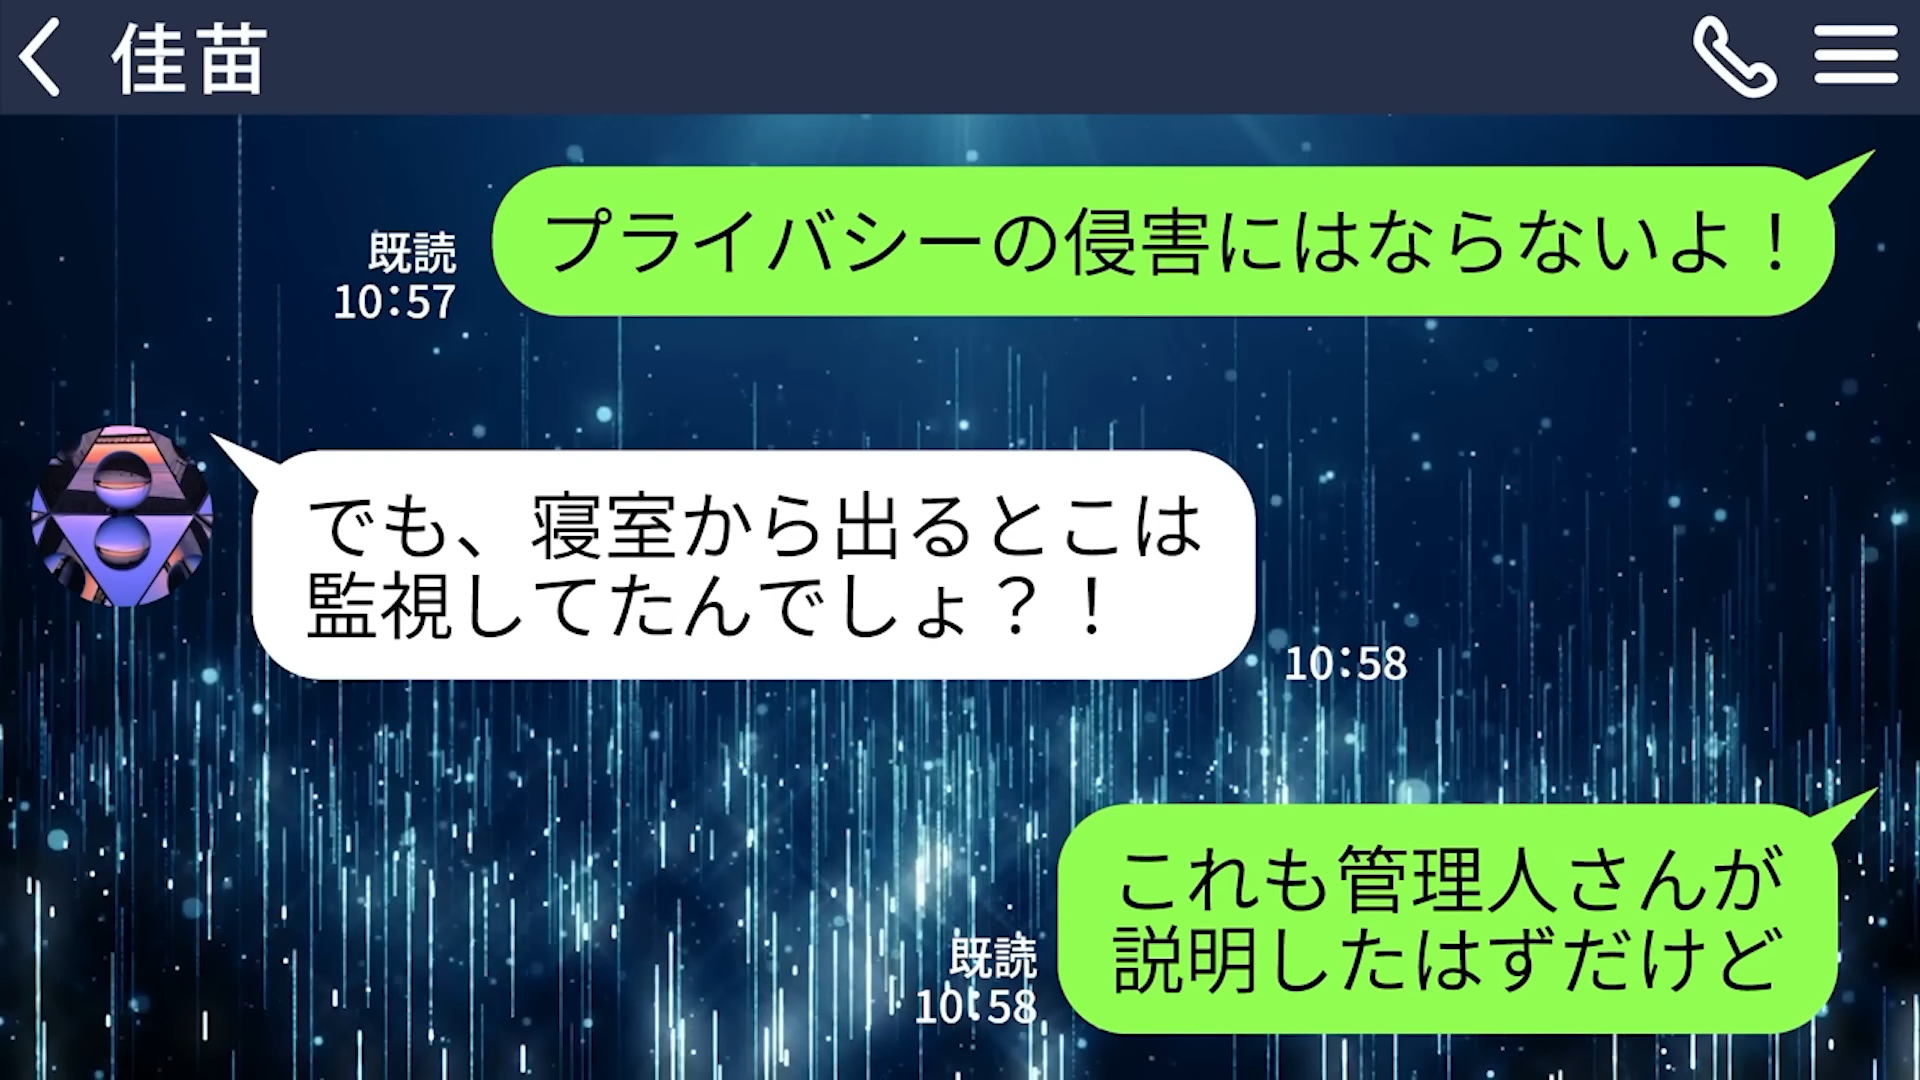 佳苗
プライバシーの侵害にはならないよ！
既読
10:57
でも、寝室から出るとこは
監視してたんでしょ？！
10:58
これも管理人さんが
説明したはずだけど
既読
10:58